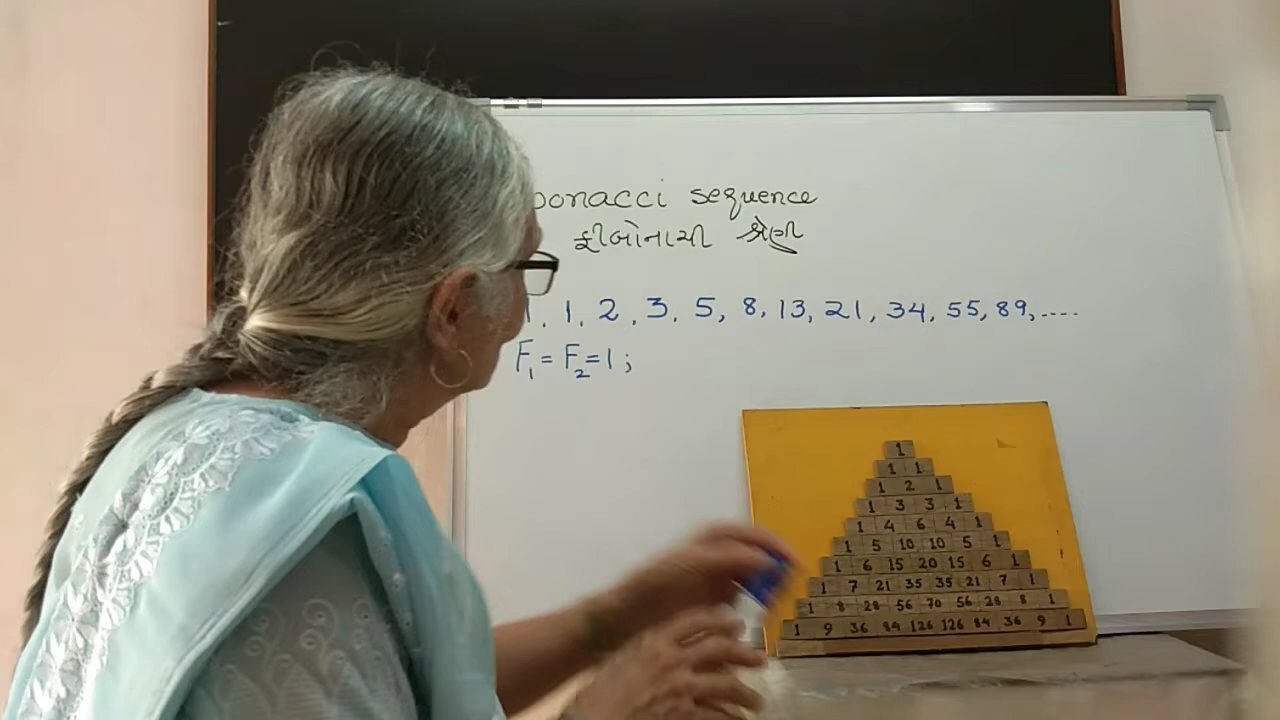 bonacci sequence
ફીબોનાચી શ્રેણી
1, 1, 2, 3, 5, 8, 13, 21, 34, 55, 89, ....
F₁ = F₂ = 1 ;
1
1 1
1 2 1
1 3 3 1
1 4 6 4 1
1 5 10 10 5 1
1 6 15 20 15 6 1
1 7 21 35 35 21 7 1
1 8 28 56 70 56 28 8 1
1 9 36 84 126 126 84 36 9 1